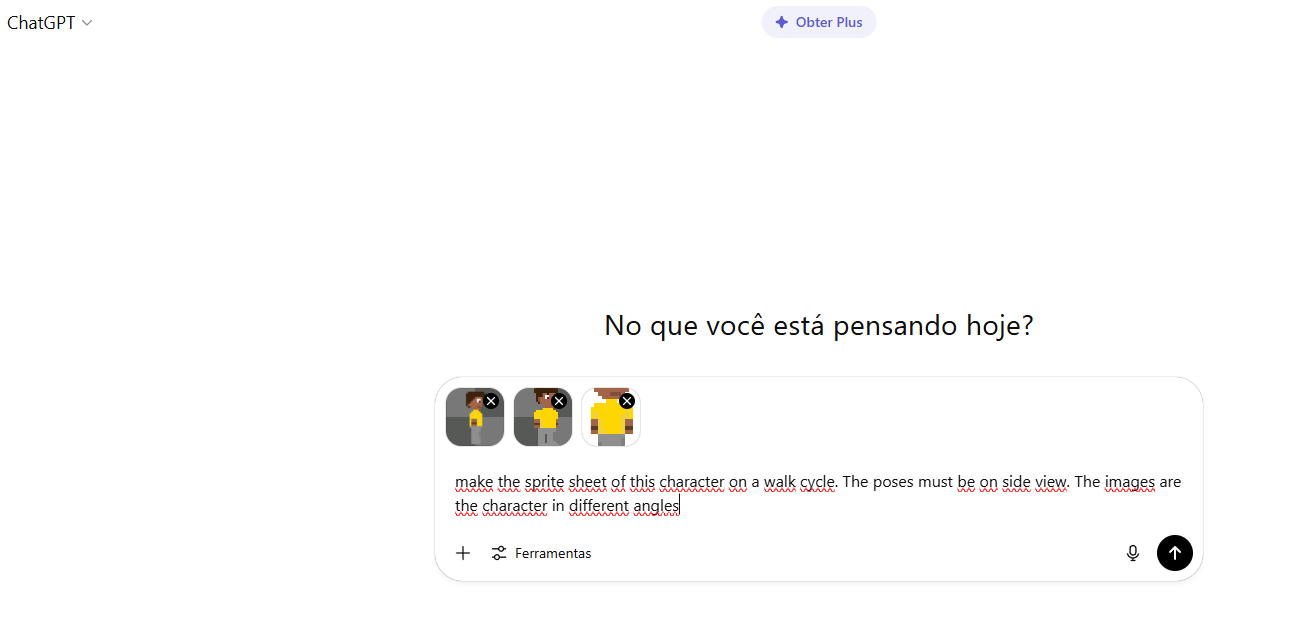 ChatGPT
Obter Plus
No que você está pensando hoje?
make the sprite sheet of this character on a walk cycle. The poses must be on side view. The images are
the character in different angles
Ferramentas